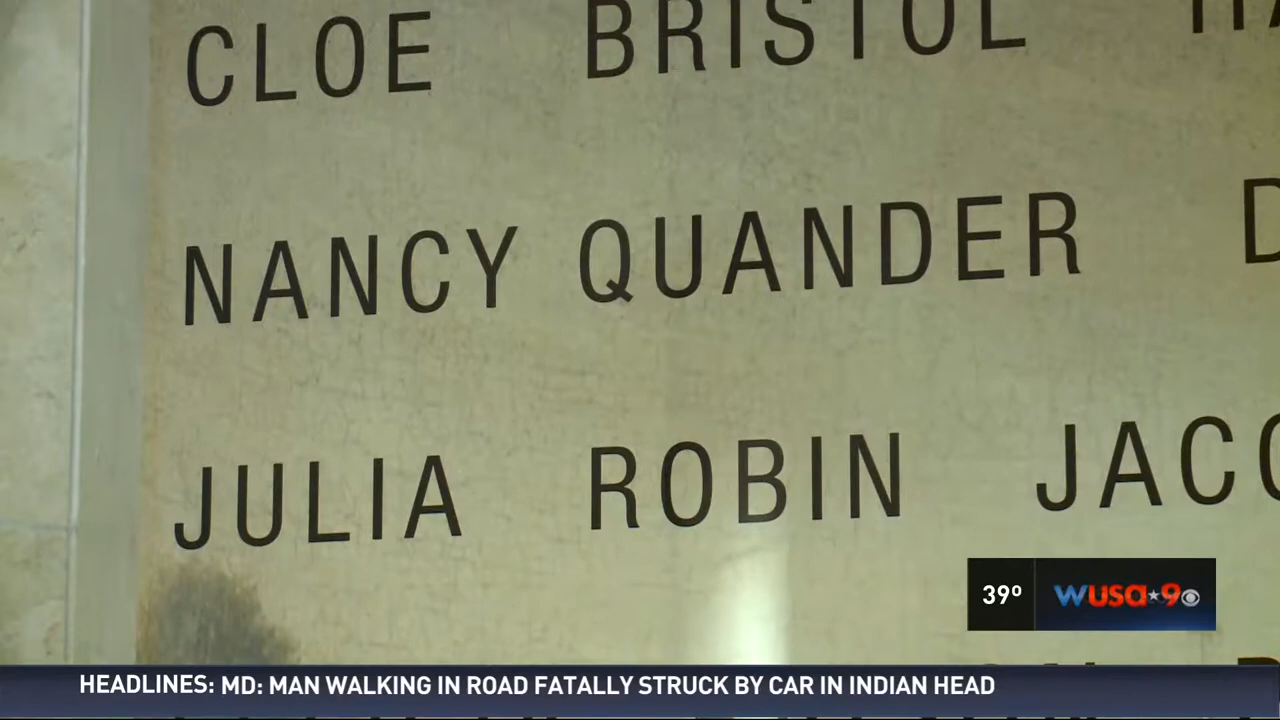 CLOE BRISTOL
NANCY QUANDER
JULIA ROBIN
39º WUSA★9
HEADLINES: MD: MAN WALKING IN ROAD FATALLY STRUCK BY CAR IN INDIAN HEAD